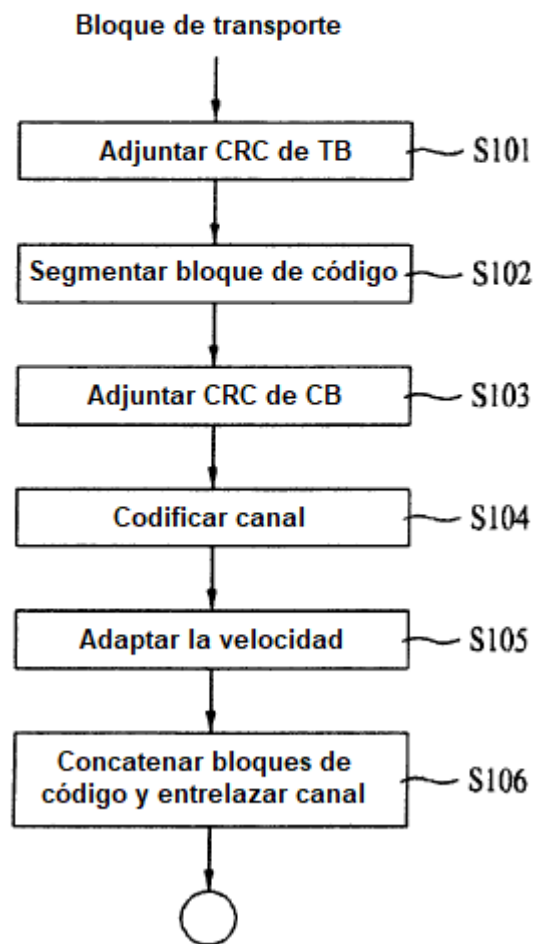 Bloque de transporte
Adjuntar CRC de TB
S101
Segmentar bloque de código
S102
Adjuntar CRC de CB
S103
Codificar canal
S104
Adaptar la velocidad
S105
Concatenar bloques de
código y entrelazar canal
S106